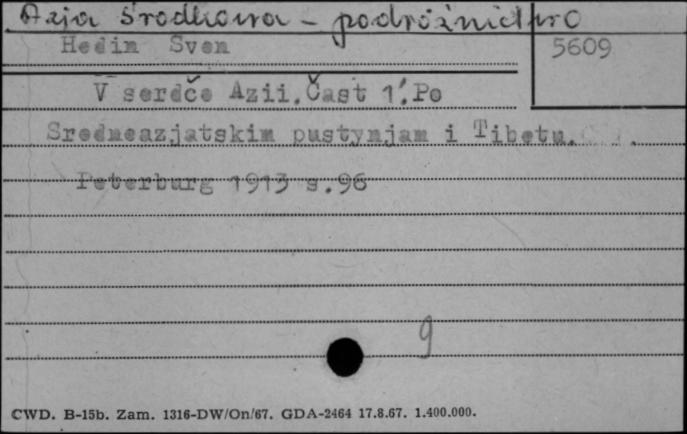 Azja Środkowa - podróżnictwo
Hedin Sven
5609
V serdče Azii. Čast 1. Po
Sredneazjatskim pustynjam i Tibetu.
Peterburg 1913 s.96
9
CWD. B-15b. Zam. 1316-DW/On/67. GDA-2464 17.8.67. 1.400.000.